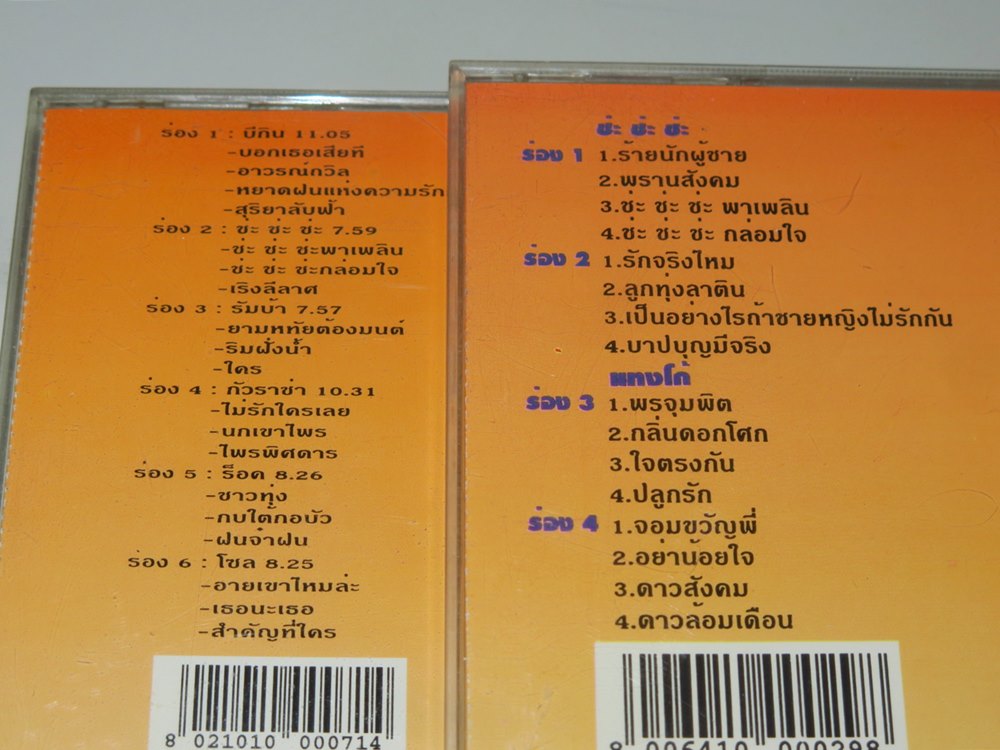 ร่อง 1 : บีกิน 11.05
-บอกเธอเสียที
-อาวรณ์กวิล
-หยาดฝนแห่งความรัก
-สุริยาลับฟ้า
ร่อง 2 : ช่ะ ช่ะ ช่ะ 7.59
-ช่ะ ช่ะ ช่ะพาเพลิน
-ช่ะ ช่ะ ช่ะกล่อมใจ
-เริงลีลาศ
ร่อง 3 : รัมบ้า 7.57
-ยามหทัยต้องมนต์
-ริมฝั่งน้ำ
-ใคร
ร่อง 4 : กัวราช่า 10.31
-ไม่รักใครเลย
-นกเขาไพร
-ไพรพิศดาร
ร่อง 5 : ร็อค 8.26
-ชาวทุ่ง
-กบใต้กอบัว
-ฝนจ๋าฝน
ร่อง 6 : โซล 8.25
-อายเขาไหมล่ะ
-เธอนะเธอ
-สำคัญที่ใคร
8 021010 000714
ช่ะ ช่ะ ช่ะ
ร่อง 1 1.ร้ายนักผู้ชาย
2.พรานสังคม
3.ช่ะ ช่ะ ช่ะ พาเพลิน
4.ช่ะ ช่ะ ช่ะ กล่อมใจ
ร่อง 2 1.รักจริงไหม
2.ลูกทุ่งลาติน
3.เป็นอย่างไรถ้าชายหญิงไม่รักกัน
4.บาปบุญมีจริง
แทงโก้
ร่อง 3 1.พรจุมพิต
2.กลิ่นดอกโศก
3.ใจตรงกัน
4.ปลูกรัก
ร่อง 4 1.จอมขวัญพี่
2.อย่าน้อยใจ
3.ดาวสังคม
4.ดาวล้อมเดือน
8 006410 000298